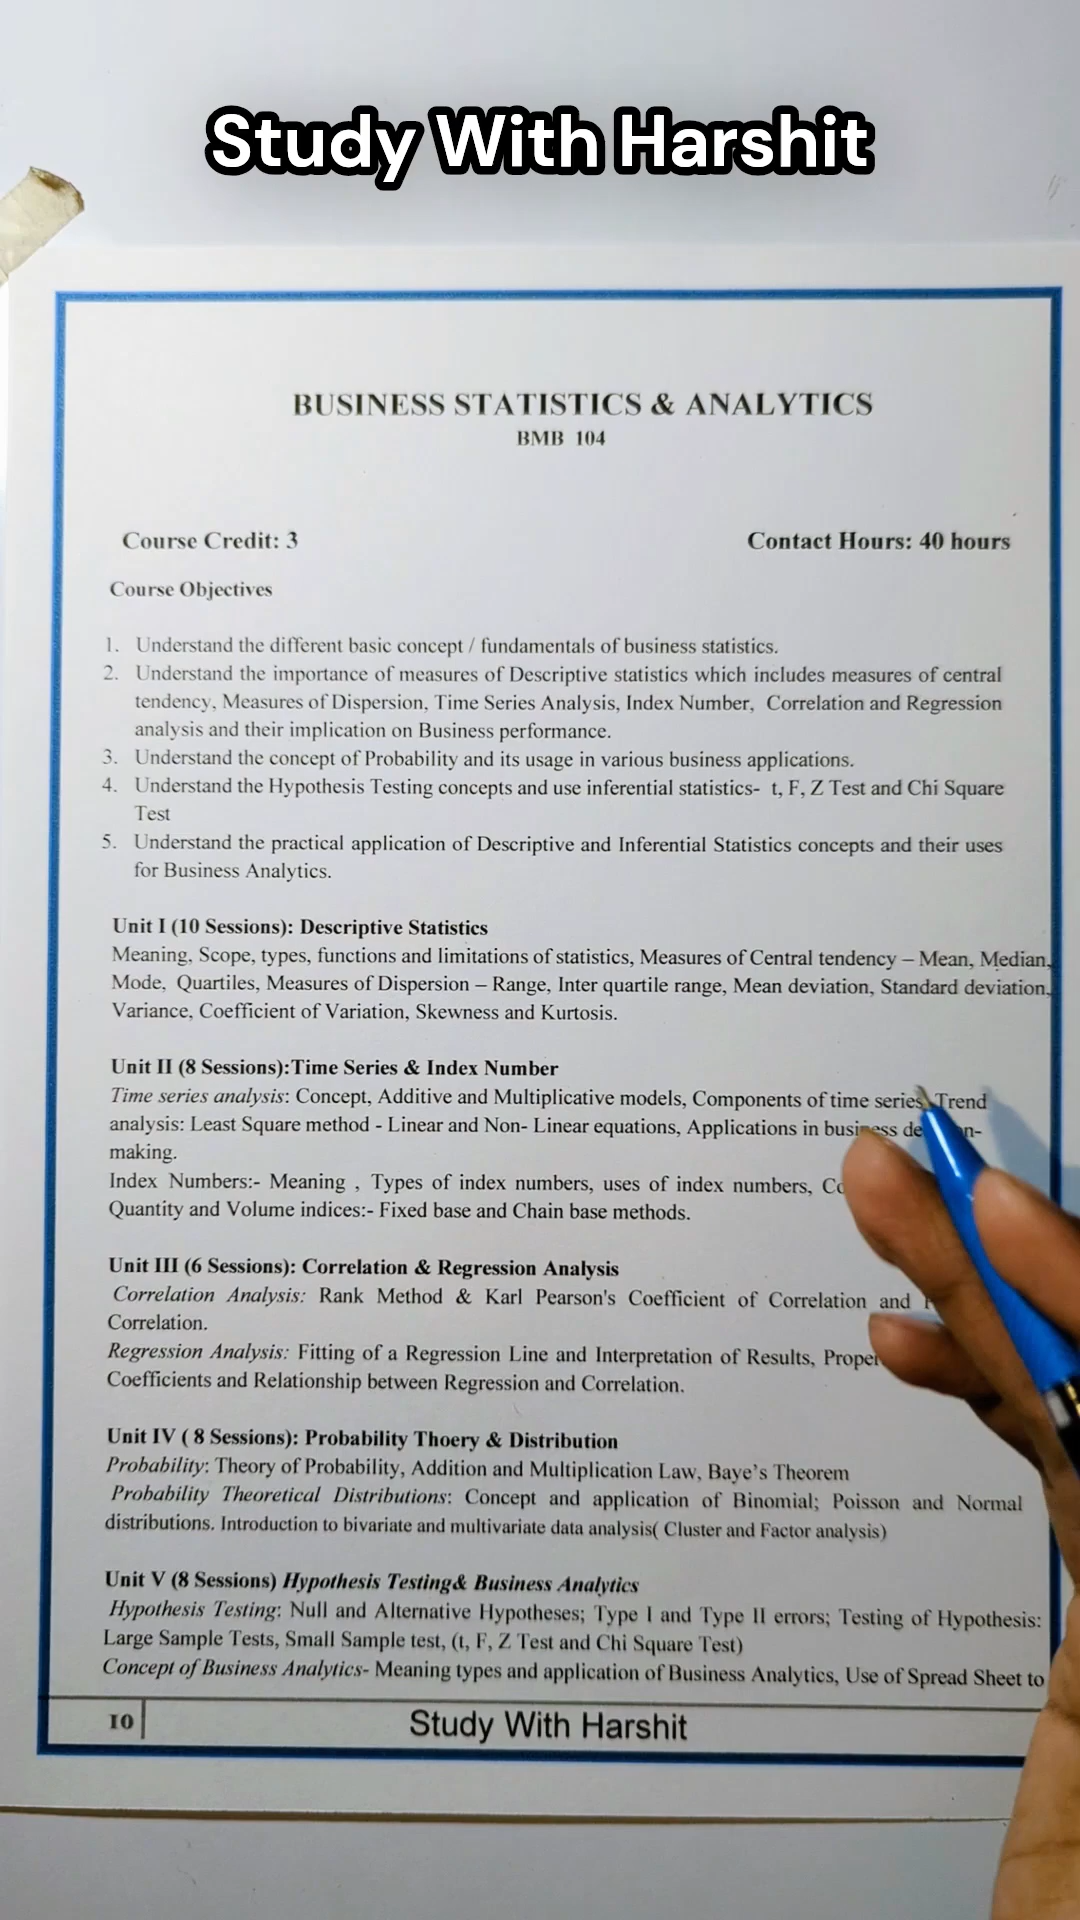 Study With Harshit
BUSINESS STATISTICS & ANALYTICS
BMB 104
Course Credit: 3
Contact Hours: 40 hours
Course Objectives
1. Understand the different basic concept / fundamentals of business statistics.
2. Understand the importance of measures of Descriptive statistics which includes measures of central
tendency, Measures of Dispersion, Time Series Analysis, Index Number, Correlation and Regression
analysis and their implication on Business performance.
3. Understand the concept of Probability and its usage in various business applications.
4. Understand the Hypothesis Testing concepts and use inferential statistics- t, F, Z Test and Chi Square
Test
5. Understand the practical application of Descriptive and Inferential Statistics concepts and their uses
for Business Analytics.
Unit I (10 Sessions): Descriptive Statistics
Meaning, Scope, types, functions and limitations of statistics, Measures of Central tendency – Mean, Median,
Mode, Quartiles, Measures of Dispersion – Range, Inter quartile range, Mean deviation, Standard deviation,
Variance, Coefficient of Variation, Skewness and Kurtosis.
Unit II (8 Sessions):Time Series & Index Number
Time series analysis: Concept, Additive and Multiplicative models, Components of time series, Trend
analysis: Least Square method - Linear and Non- Linear equations, Applications in business
making.
Index Numbers:- Meaning , Types of index numbers, uses of index numbers,
Quantity and Volume indices:- Fixed base and Chain base methods.
Unit III (6 Sessions): Correlation & Regression Analysis
Correlation Analysis: Rank Method & Karl Pearson's Coefficient of Correlation and
Correlation.
Regression Analysis: Fitting of a Regression Line and Interpretation of Results,
Coefficients and Relationship between Regression and Correlation.
Unit IV ( 8 Sessions): Probability Thoery & Distribution
Probability: Theory of Probability, Addition and Multiplication Law, Baye's Theorem
Probability Theoretical Distributions: Concept and application of Binomial; Poisson and Normal
distributions. Introduction to bivariate and multivariate data analysis( Cluster and Factor analysis)
Unit V (8 Sessions) Hypothesis Testing& Business Analytics
Hypothesis Testing: Null and Alternative Hypotheses; Type I and Type II errors; Testing of Hypothesis:
Large Sample Tests, Small Sample test, (t, F, Z Test and Chi Square Test)
Concept of Business Analytics- Meaning types and application of Business Analytics, Use of Spread Sheet to
10
Study With Harshit